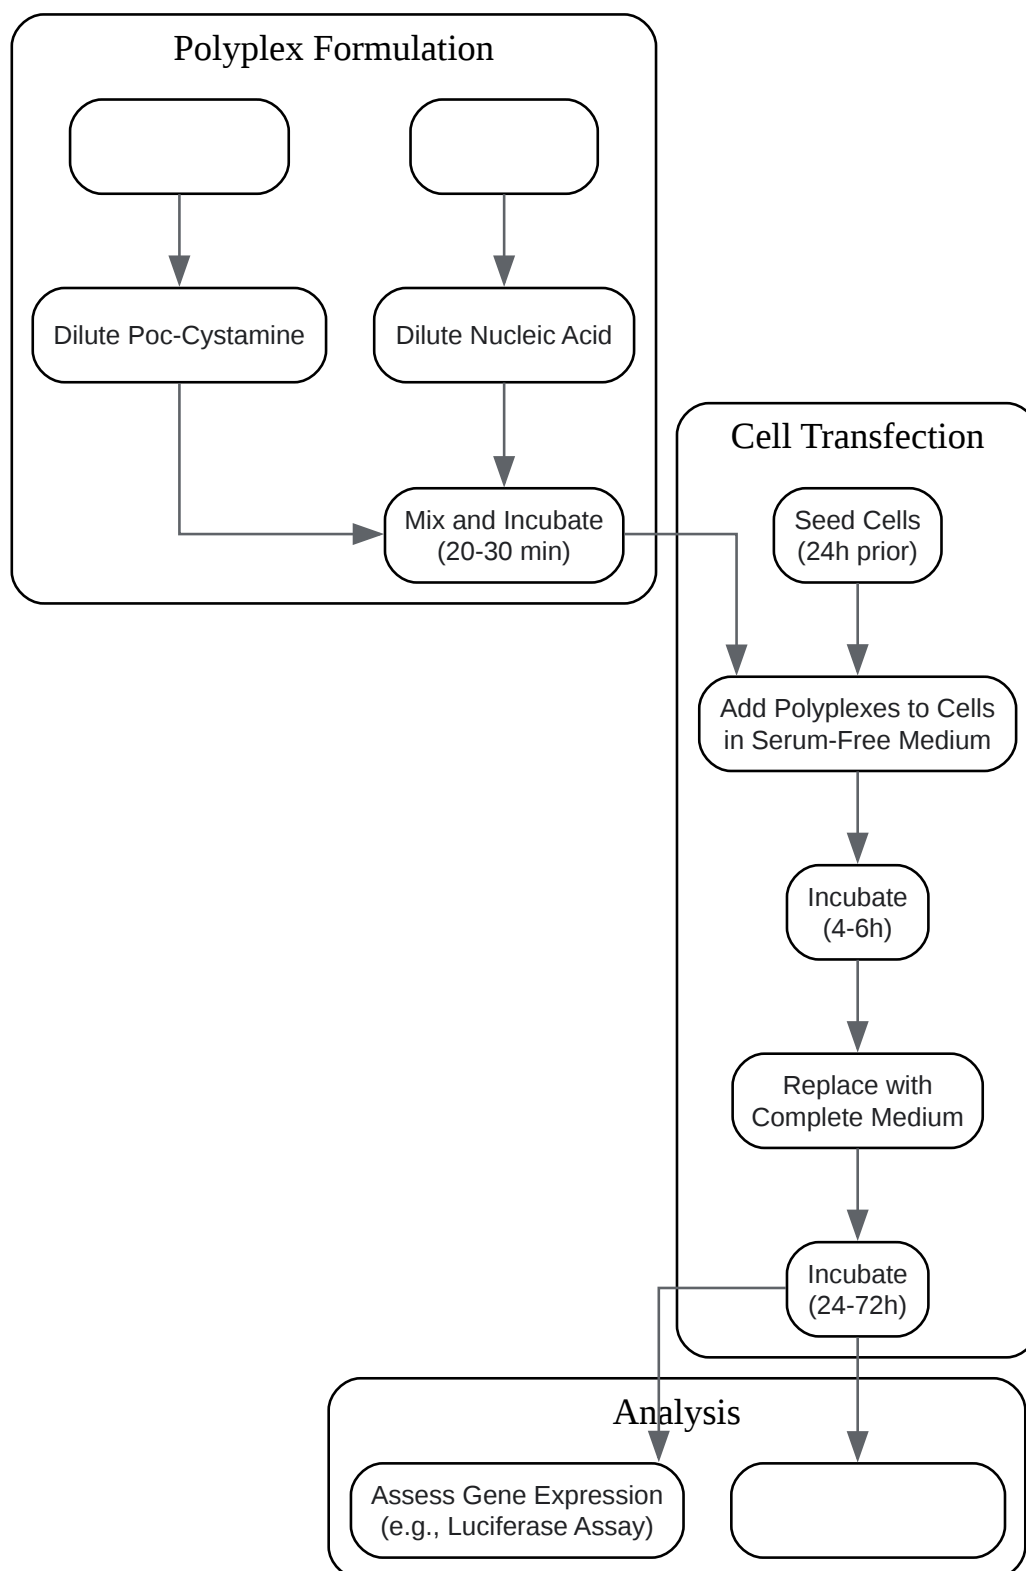 Polyplex Formulation
Dilute Poc-Cystamine
Dilute Nucleic Acid
Mix and Incubate
(20-30 min)
Cell Transfection
Seed Cells
(24h prior)
Add Polyplexes to Cells
in Serum-Free Medium
Incubate
(4-6h)
Replace with
Complete Medium
Incubate
(24-72h)
Analysis
Assess Gene Expression
(e.g., Luciferase Assay)